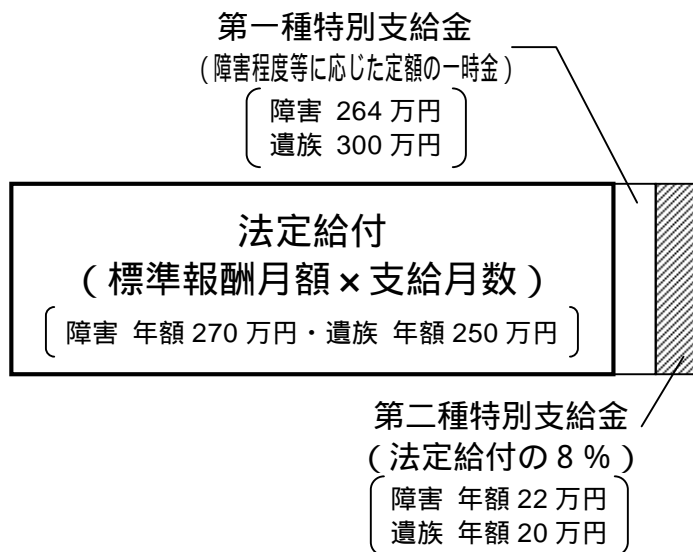 第一種特別支給金
(障害程度等に応じた定額の一時金)
障害 264 万円
遺族 300 万円
法定給付
(標準報酬月額×支給月数)
障害 年額 270 万円・遺族 年額 250 万円
第二種特別支給金
(法定給付の8%)
障害 年額 22 万円
遺族 年額 20 万円